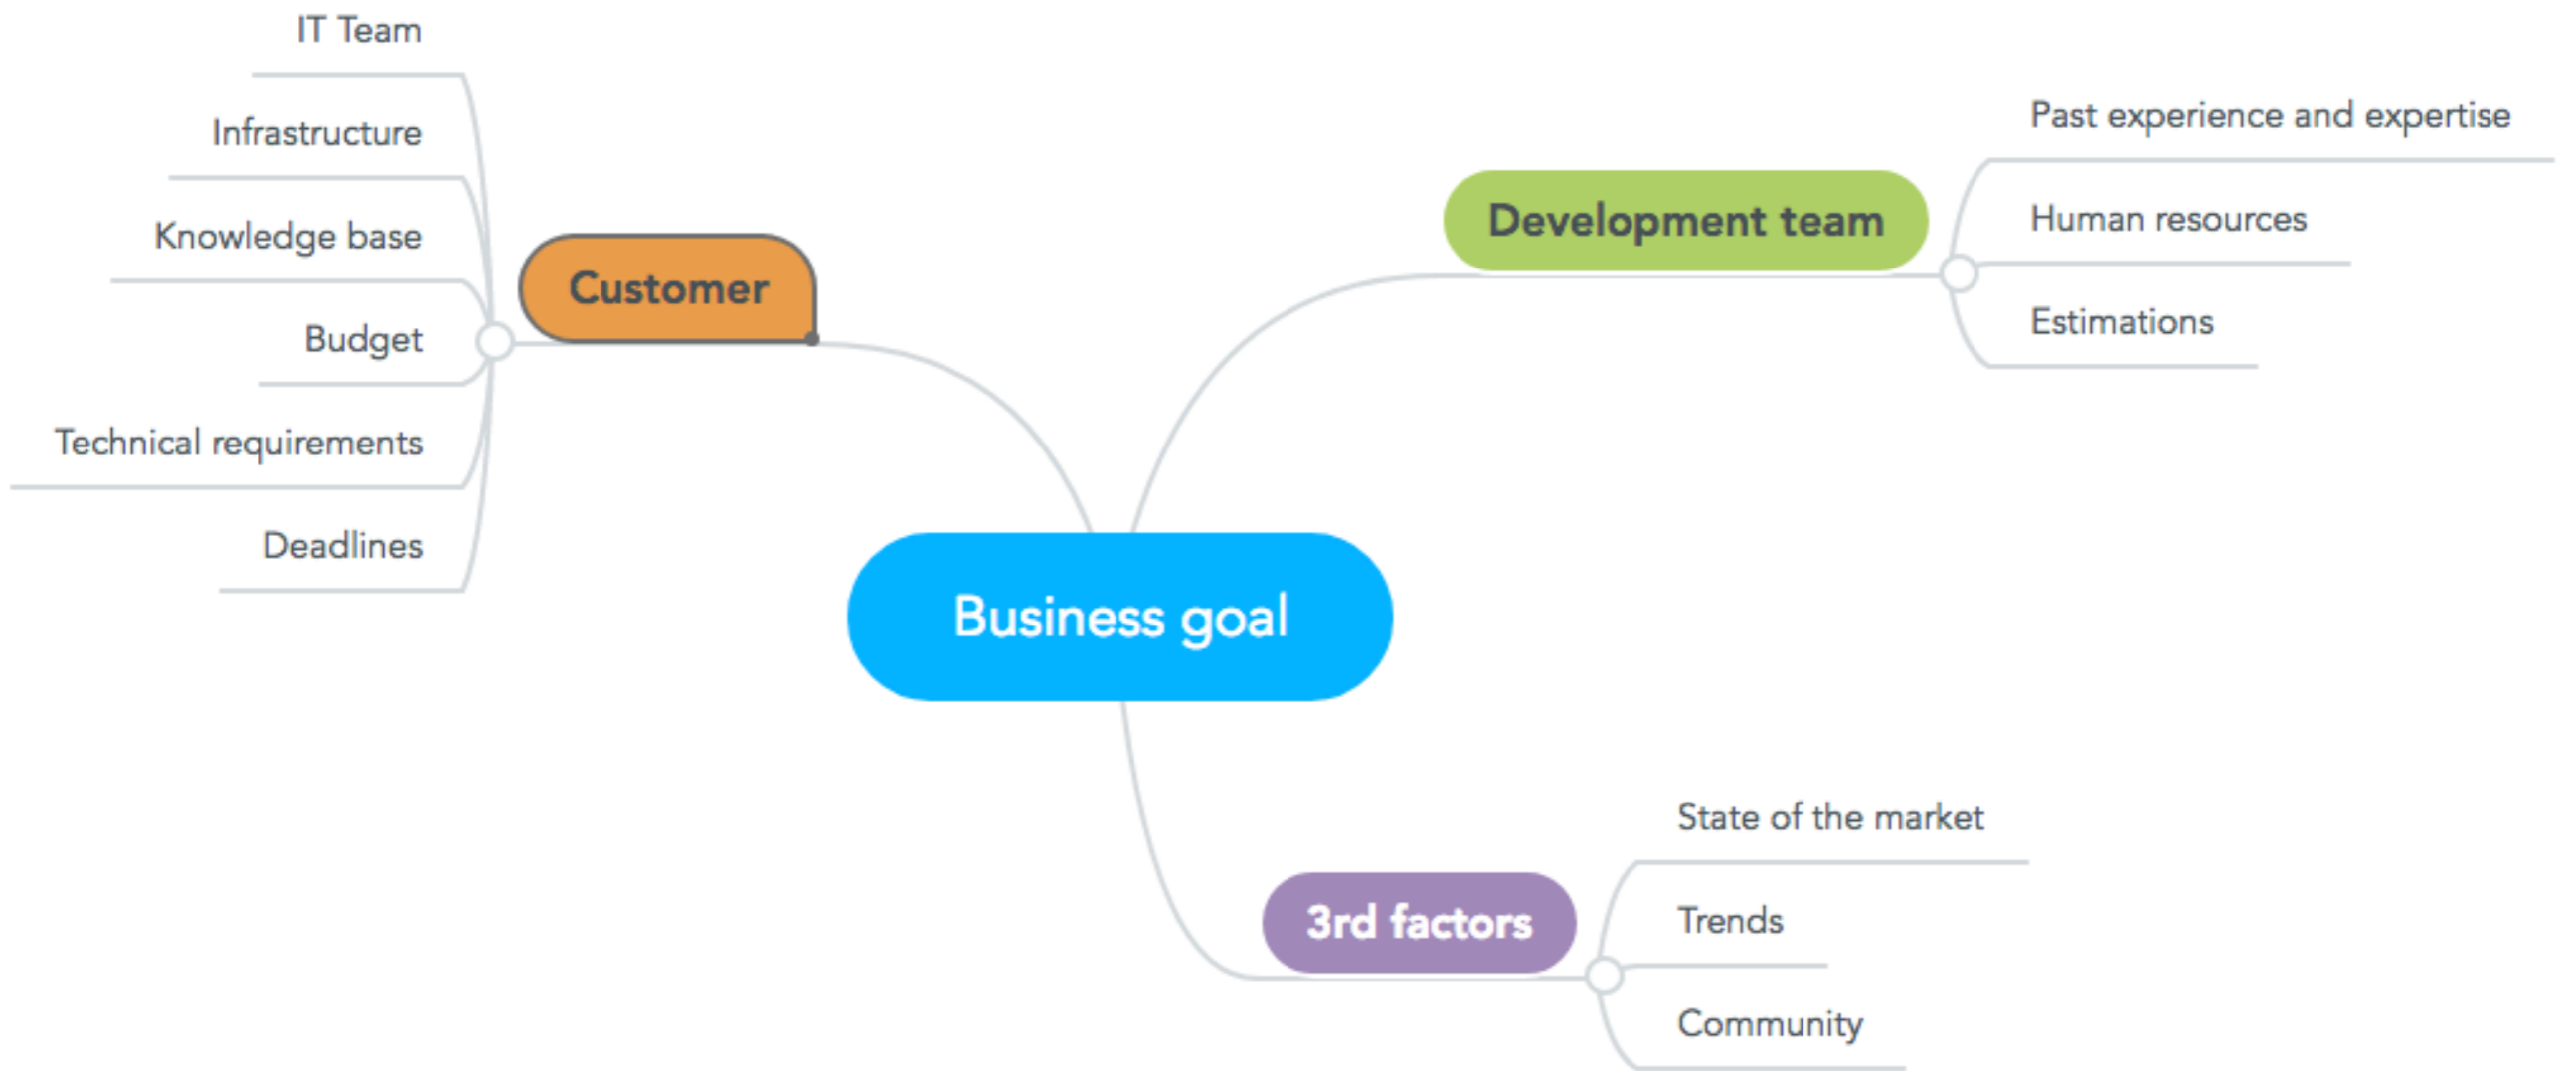 IT Team
Infrastructure
Knowledge base
Budget
Technical requirements
Deadlines
Customer
Business goal
Development team
Past experience and expertise
Human resources
Estimations
3rd factors
State of the market
Trends
Community